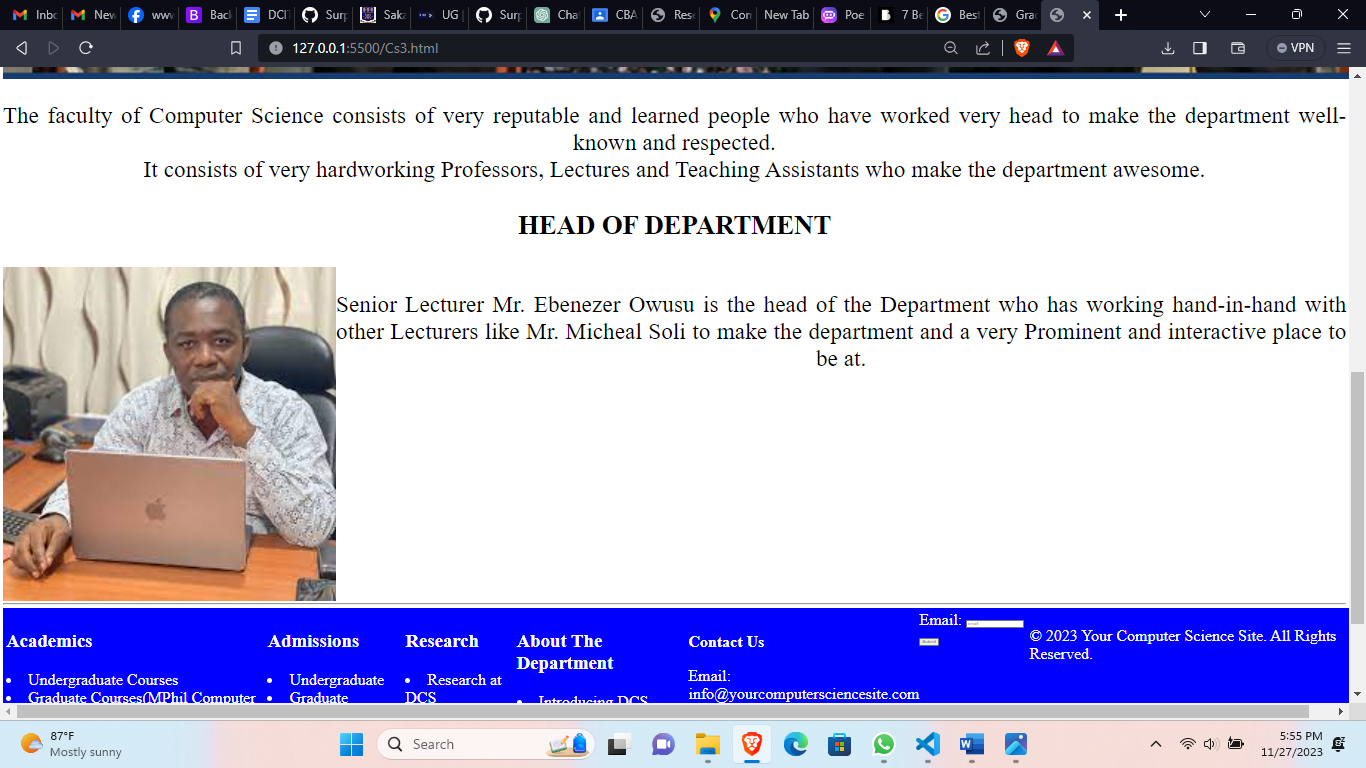 Inbo
New
www
Back
DCIT
Surp
Saka
UG |
Surp
Cha
CBA
Rese
Con
New Tab
Poe
7 Be
Best
Grac
127.0.0.1:5500/Cs3.html
VPN
The faculty of Computer Science consists of very reputable and learned people who have worked very head to make the department well-
known and respected.
It consists of very hardworking Professors, Lectures and Teaching Assistants who make the department awesome.
HEAD OF DEPARTMENT
Senior Lecturer Mr. Ebenezer Owusu is the head of the Department who has working hand-in-hand with
other Lecturers like Mr. Micheal Soli to make the department and a very Prominent and interactive place to
be at.
Academics
• Undergraduate Courses
• Graduate Courses(MPhil Computer
Admissions
• Undergraduate
• Graduate
Research
• Research at
DCS
About The
Department
• Introducing DCS
Contact Us
Email:
info@yourcomputersciencesite.com
Email:
© 2023 Your Computer Science Site. All Rights
Reserved.
87°F
Mostly sunny
Search
5:55 PM
11/27/2023